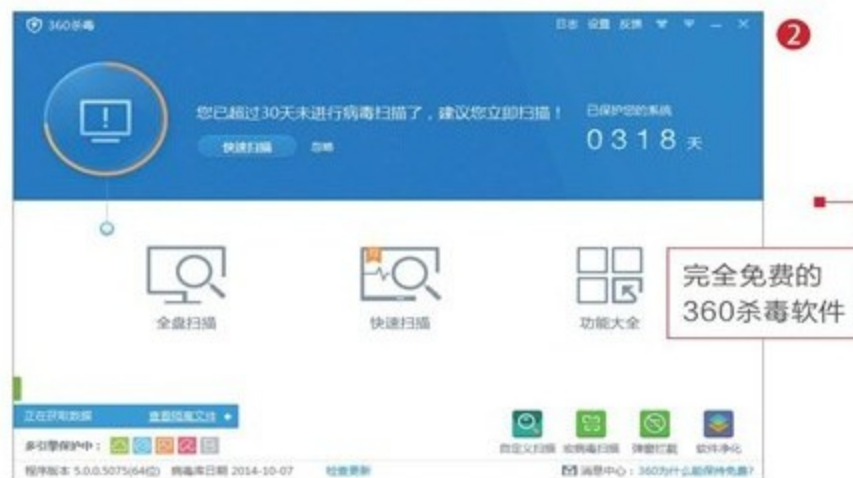 360杀毒
日志 设置 反馈
2
您已超过30天未进行病毒扫描了，建议您立即扫描！
已保护您的系统
快速扫描 忽略
0318 天
全盘扫描
快速扫描
功能大全
完全免费的
360杀毒软件
正在获取数据 查看隔离文件
多引擎保护中：
自定义扫描 宏病毒扫描 弹窗拦截 软件净化
程序版本 5.0.0.5075(64位) 病毒库日期 2014-10-07 检查更新
消息中心：360为什么能保持免费?